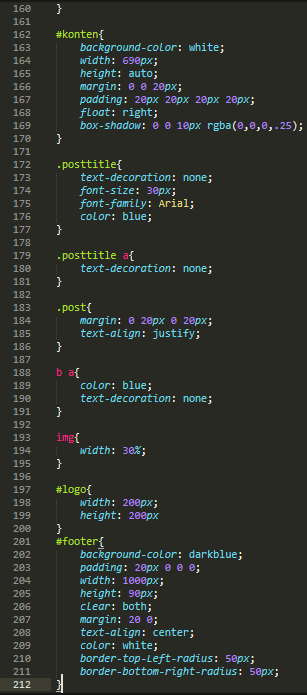 160 }
161
162 #konten{
163 background-color: white;
164 width: 690px;
165 height: auto;
166 margin: 0 0 20px;
167 padding: 20px 20px 20px 20px;
168 float: right;
169 box-shadow: 0 0 10px rgba(0,0,0,.25);
170 }
171
172 .posttitle{
173 text-decoration: none;
174 font-size: 30px;
175 font-family: Arial;
176 color: blue;
177 }
178
179 .posttitle a{
180 text-decoration: none;
181 }
182
183 .post{
184 margin: 0 20px 0 20px;
185 text-align: justify;
186 }
187
188 b a{
189 color: blue;
190 text-decoration: none;
191 }
192
193 img{
194 width: 30%;
195 }
196
197 #logo{
198 width: 200px;
199 height: 200px
200 }
201 #footer{
202 background-color: darkblue;
203 padding: 20px 0 0 0;
204 width: 1000px;
205 height: 90px;
206 clear: both;
207 margin: 20 0;
208 text-align: center;
209 color: white;
210 border-top-left-radius: 50px;
211 border-bottom-right-radius: 50px;
212 }